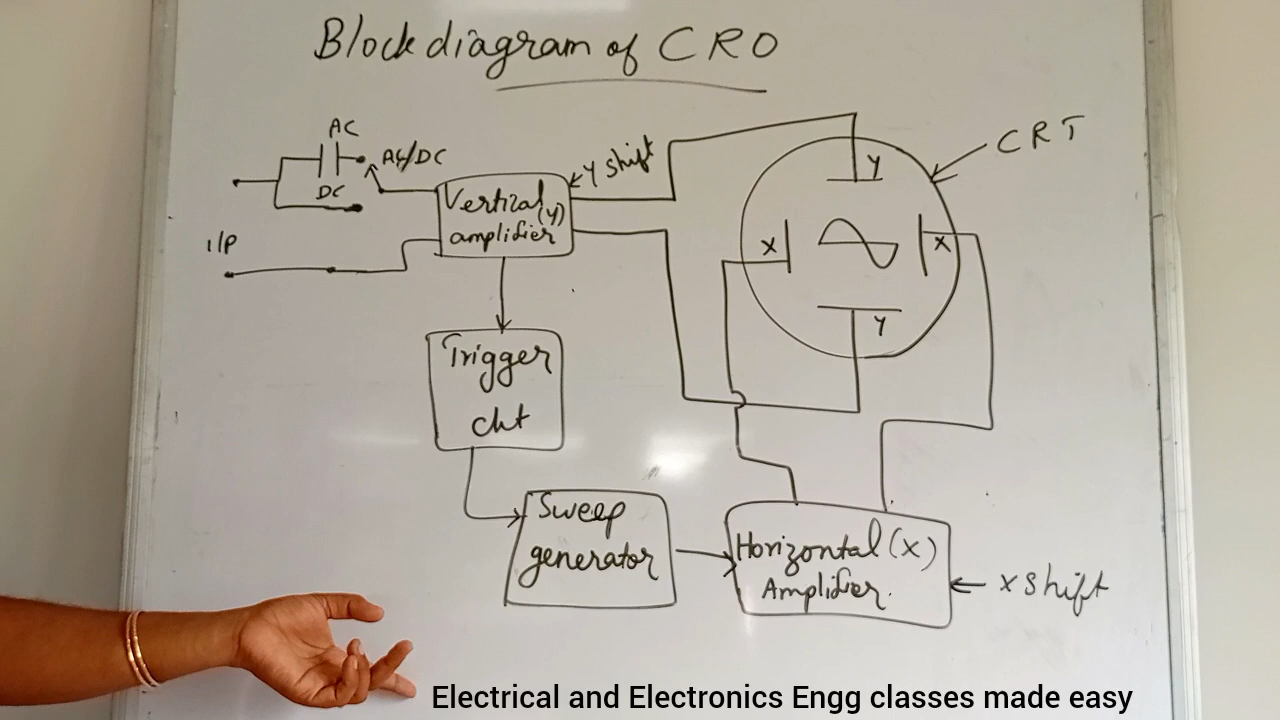 Block diagram of CRO
AC
AC/DC
DC
I/P
Y shift
Vertical (y)
amplifier
CRT
Y
X
X
Y
Trigger
Ckt
Sweep
generator
Horizontal (X)
Amplifier.
X Shift
Electrical and Electronics Engg classes made easy